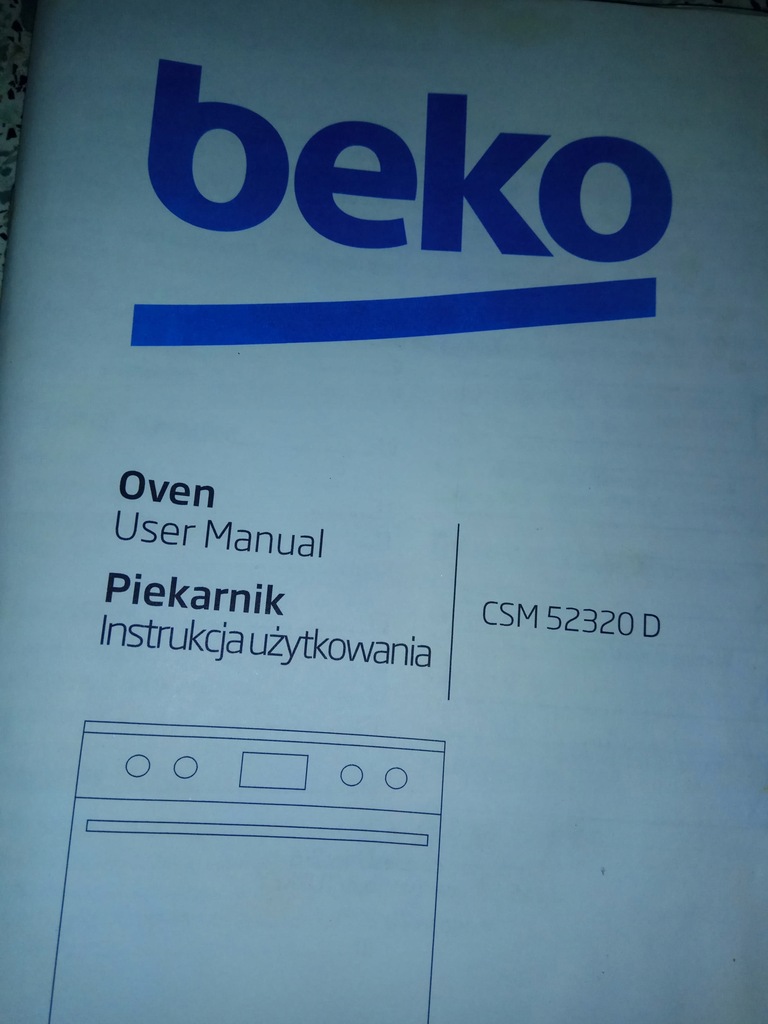 beko
Oven
User Manual
Piekarnik
Instrukcja użytkowania
CSM 52320 D